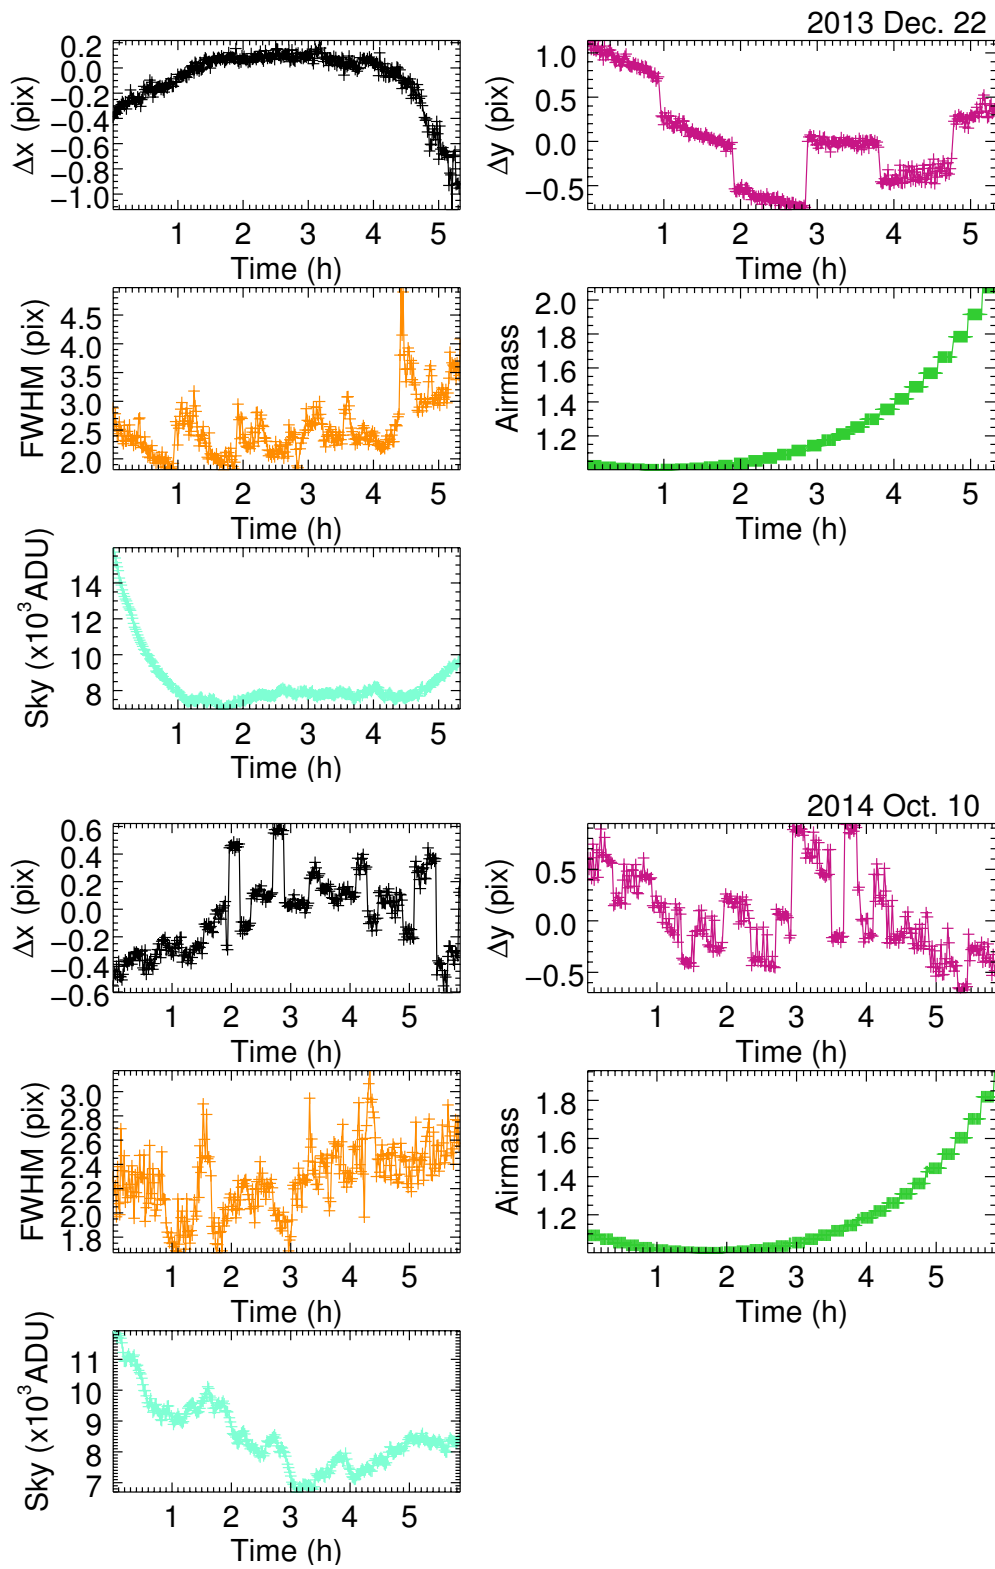 2013 Dec. 22
Δx (pix)
0.2
0.0
−0.2
−0.4
−0.6
−0.8
−1.0
1 2 3 4 5
Time (h)
Δy (pix)
1.0
0.5
0.0
−0.5
1 2 3 4 5
Time (h)
FWHM (pix)
4.5
4.0
3.5
3.0
2.5
2.0
1 2 3 4 5
Time (h)
Airmass
2.0
1.8
1.6
1.4
1.2
1 2 3 4 5
Time (h)
Sky (x10³ADU)
14
12
10
8
1 2 3 4 5
Time (h)
2014 Oct. 10
Δx (pix)
0.6
0.4
0.2
0.0
−0.2
−0.4
−0.6
1 2 3 4 5
Time (h)
Δy (pix)
0.5
0.0
−0.5
1 2 3 4 5
Time (h)
FWHM (pix)
3.0
2.8
2.6
2.4
2.2
2.0
1.8
1 2 3 4 5
Time (h)
Airmass
1.8
1.6
1.4
1.2
1 2 3 4 5
Time (h)
Sky (x10³ADU)
11
10
9
8
7
1 2 3 4 5
Time (h)